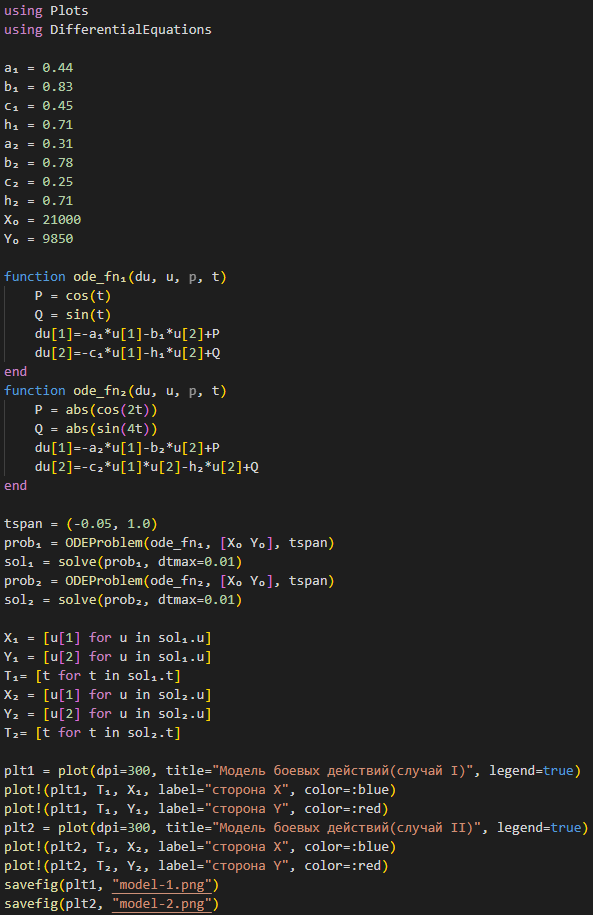 using Plots
using DifferentialEquations

a₁ = 0.44
b₁ = 0.83
c₁ = 0.45
h₁ = 0.71
a₂ = 0.31
b₂ = 0.78
c₂ = 0.25
h₂ = 0.71
X₀ = 21000
Y₀ = 9850

function ode_fn₁(du, u, p, t)
    P = cos(t)
    Q = sin(t)
    du[1]=-a₁*u[1]-b₁*u[2]+P
    du[2]=-c₁*u[1]-h₁*u[2]+Q
end
function ode_fn₂(du, u, p, t)
    P = abs(cos(2t))
    Q = abs(sin(4t))
    du[1]=-a₂*u[1]-b₂*u[2]+P
    du[2]=-c₂*u[1]*u[2]-h₂*u[2]+Q
end

tspan = (-0.05, 1.0)
prob₁ = ODEProblem(ode_fn₁, [X₀ Y₀], tspan)
sol₁ = solve(prob₁, dtmax=0.01)
prob₂ = ODEProblem(ode_fn₂, [X₀ Y₀], tspan)
sol₂ = solve(prob₂, dtmax=0.01)

X₁ = [u[1] for u in sol₁.u]
Y₁ = [u[2] for u in sol₁.u]
T₁= [t for t in sol₁.t]
X₂ = [u[1] for u in sol₂.u]
Y₂ = [u[2] for u in sol₂.u]
T₂= [t for t in sol₂.t]

plt1 = plot(dpi=300, title="Модель боевых действий(случай I)", legend=true)
plot!(plt1, T₁, X₁, label="сторона X", color=:blue)
plot!(plt1, T₁, Y₁, label="сторона Y", color=:red)
plt2 = plot(dpi=300, title="Модель боевых действий(случай II)", legend=true)
plot!(plt2, T₂, X₂, label="сторона X", color=:blue)
plot!(plt2, T₂, Y₂, label="сторона Y", color=:red)
savefig(plt1, "model-1.png")
savefig(plt2, "model-2.png")